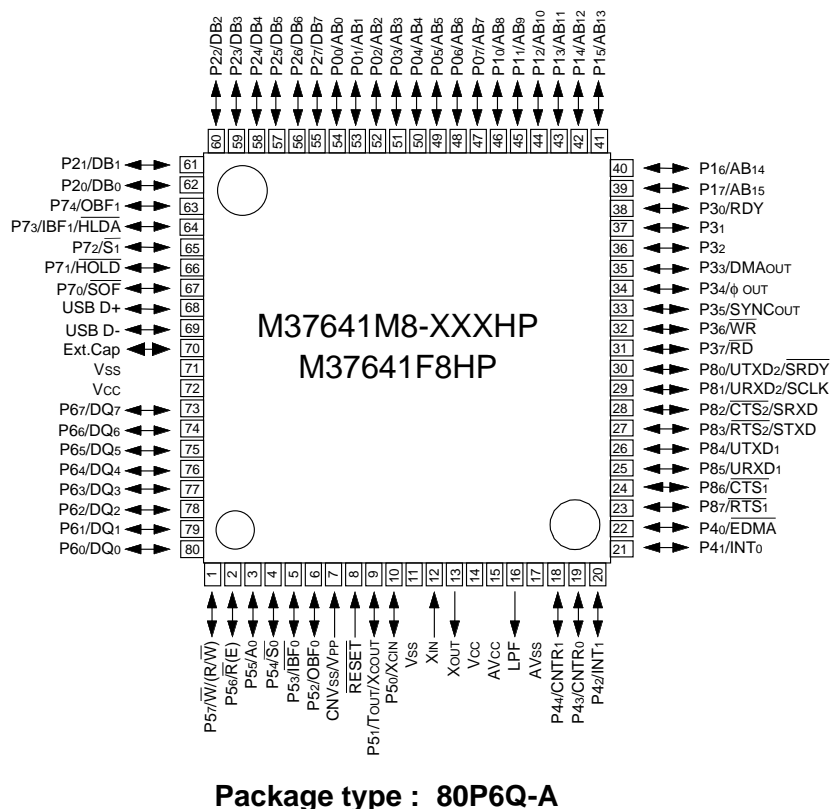 P22/DB2
P23/DB3
P24/DB4
P25/DB5
P26/DB6
P27/DB7
P00/AB0
P01/AB1
P02/AB2
P03/AB3
P04/AB4
P05/AB5
P06/AB6
P07/AB7
P10/AB8
P11/AB9
P12/AB10
P13/AB11
P14/AB12
P15/AB13
60 59 58 57 56 55 54 53 52 51 50 49 48 47 46 45 44 43 42 41
P21/DB1 61
P20/DB0 62
P74/OBF1 63
P73/IBF1/HLDA 64
P72/S1 65
P71/HOLD 66
P70/SOF 67
USB D+ 68
USB D- 69
Ext.Cap 70
Vss 71
Vcc 72
P67/DQ7 73
P66/DQ6 74
P65/DQ5 75
P64/DQ4 76
P63/DQ3 77
P62/DQ2 78
P61/DQ1 79
P60/DQ0 80
M37641M8-XXXHP
M37641F8HP
40 P16/AB14
39 P17/AB15
38 P30/RDY
37 P31
36 P32
35 P33/DMAOUT
34 P34/ϕ OUT
33 P35/SYNCOUT
32 P36/WR
31 P37/RD
30 P80/UTXD2/SRDY
29 P81/URXD2/SCLK
28 P82/CTS2/SRXD
27 P83/RTS2/STXD
26 P84/UTXD1
25 P85/URXD1
24 P86/CTS1
23 P87/RTS1
22 P40/EDMA
21 P41/INT0
1 2 3 4 5 6 7 8 9 10 11 12 13 14 15 16 17 18 19 20
P57/W/(R/W)
P56/R(E)
P55/A0
P54/S0
P53/IBF0
P52/OBF0
CNVss/VPP
RESET
P51/TOUT/XCOUT
P50/XCIN
Vss
XIN
XOUT
VCC
AVCC
LPF
AVss
P44/CNTR1
P43/CNTR0
P42/INT1
Package type : 80P6Q-A